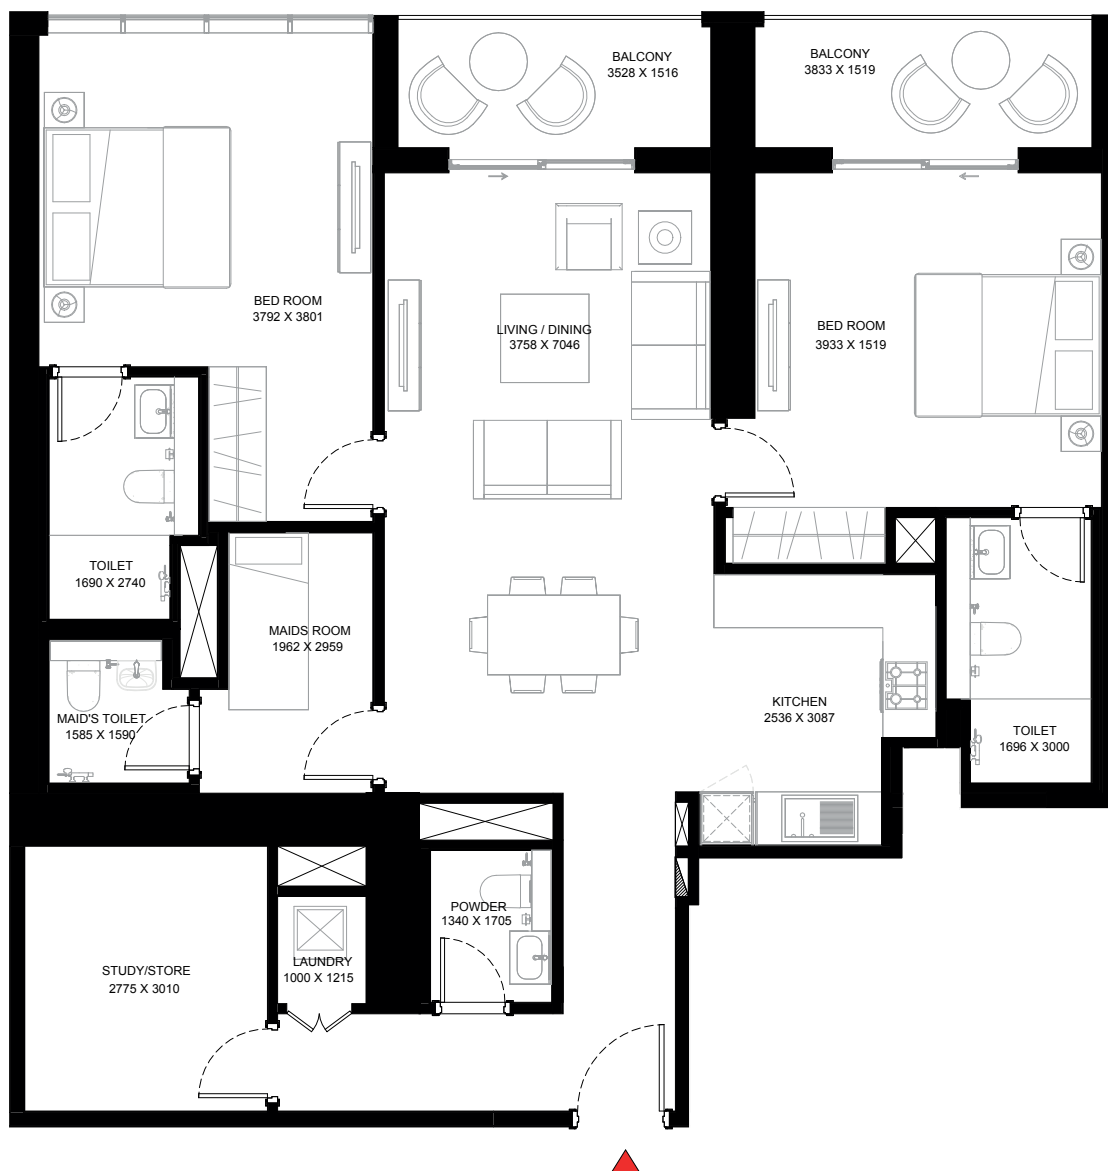 BALCONY
3528 X 1516
BALCONY
3833 X 1519
BED ROOM
3792 X 3801
LIVING / DINING
3758 X 7046
BED ROOM
3933 X 1519
TOILET
1690 X 2740
MAIDS ROOM
1962 X 2959
MAID'S TOILET
1585 X 1590
KITCHEN
2536 X 3087
TOILET
1696 X 3000
POWDER
1340 X 1705
STUDY/STORE
2775 X 3010
LAUNDRY
1000 X 1215